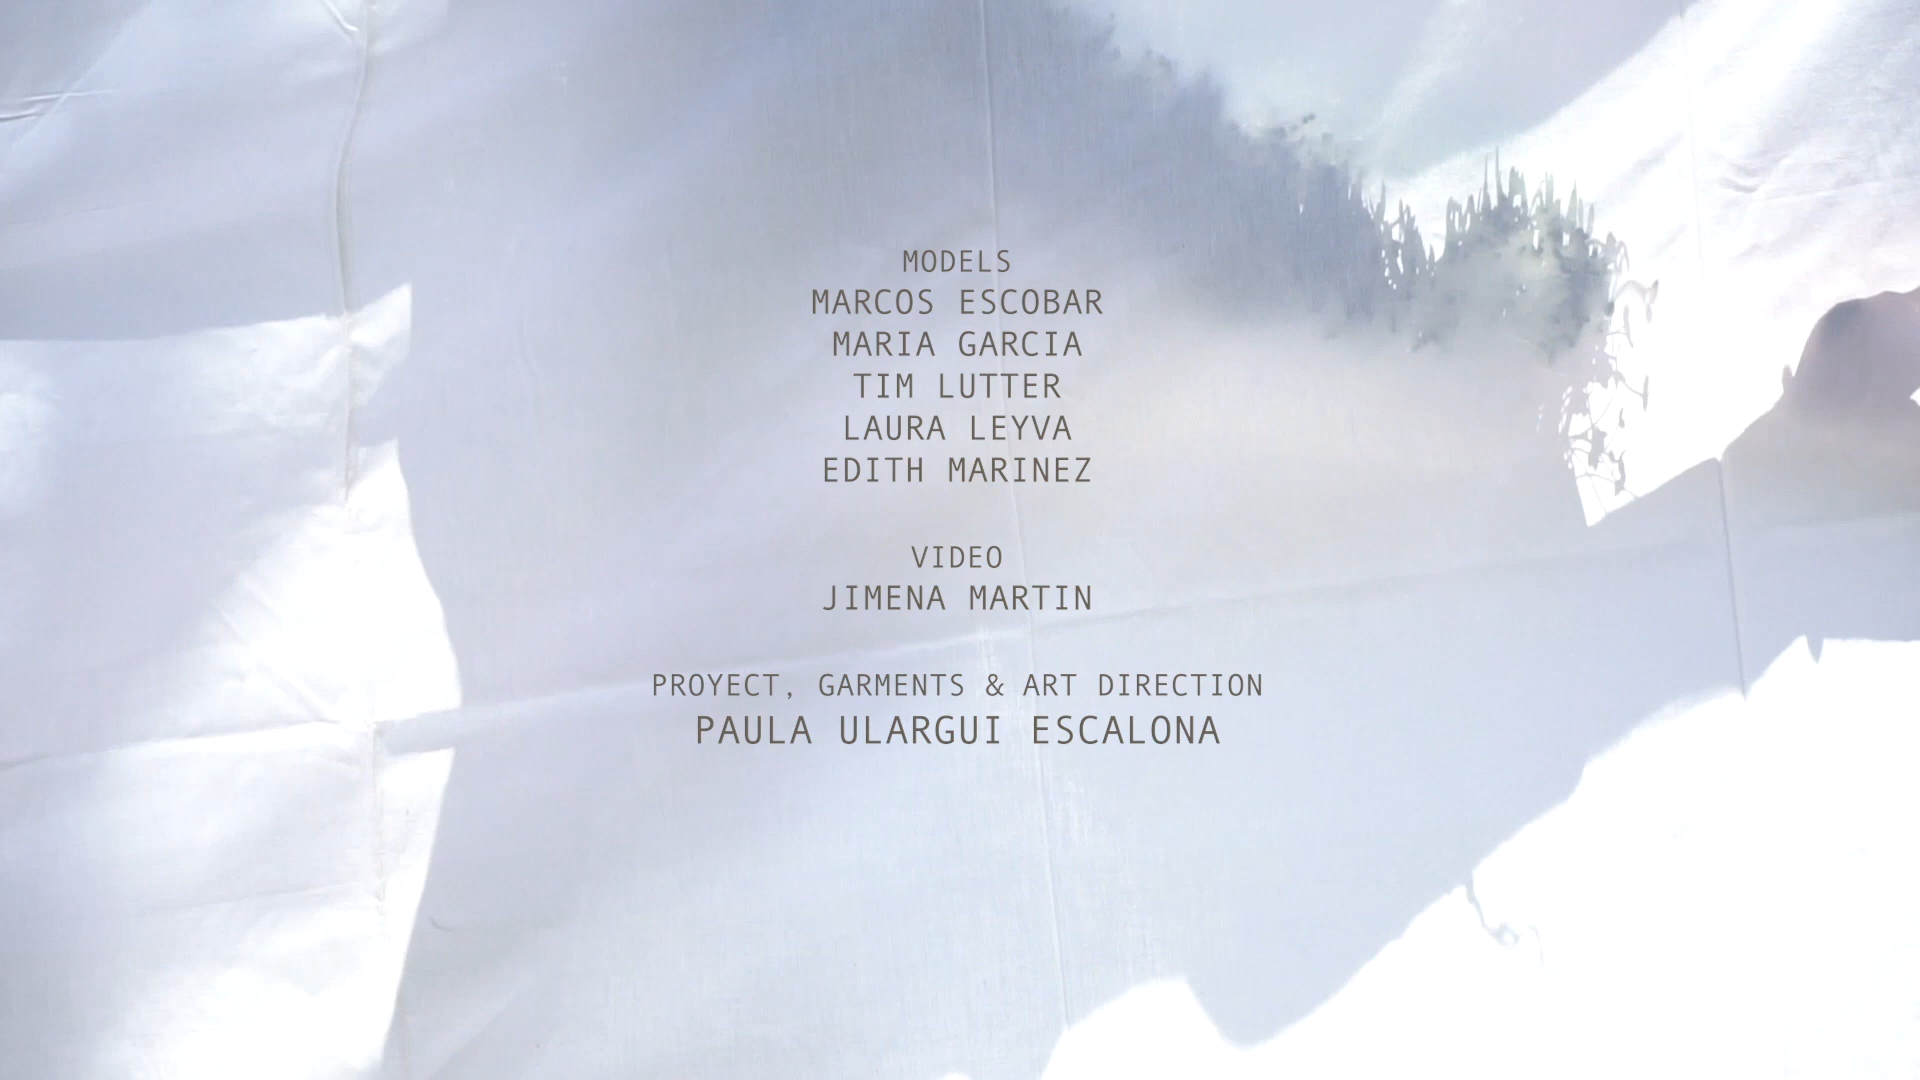 MODELS
MARCOS ESCOBAR
MARIA GARCIA
TIM LUTTER
LAURA LEYVA
EDITH MARINEZ
VIDEO
JIMENA MARTIN
PROYECT, GARMENTS & ART DIRECTION
PAULA ULARGUI ESCALONA